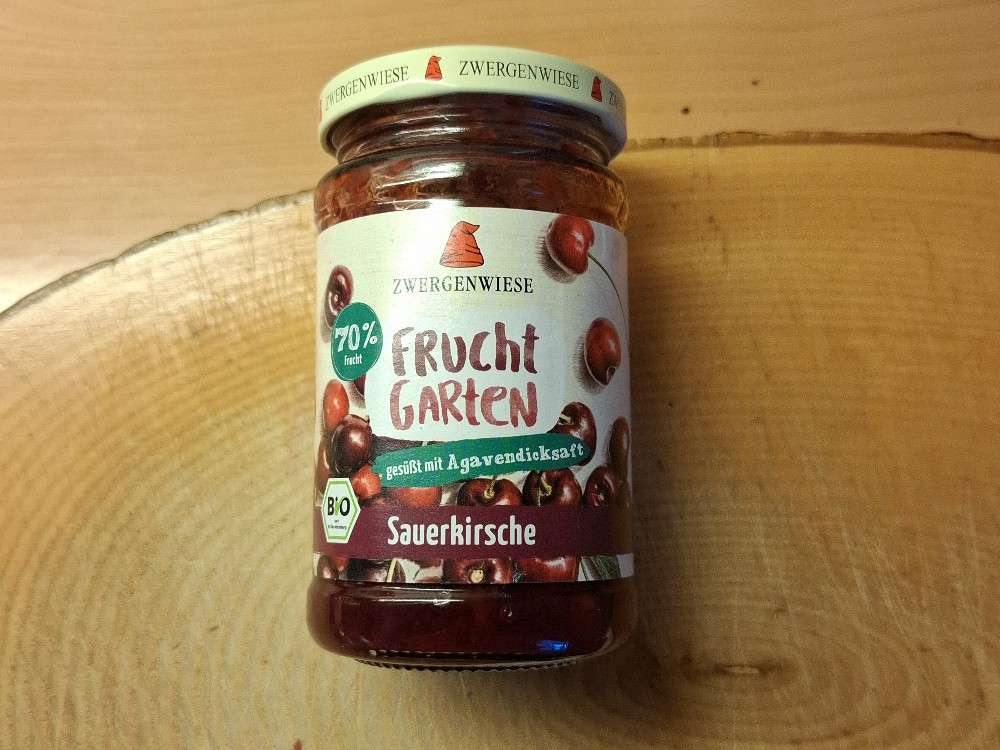 ZWERGENWIESE ZWERGENWIESE
ZWERGENWIESE
70%
Frucht
FRUCHT
GARTEN
gesüßt mit Agavendicksaft
Bio
Sauerkirsche